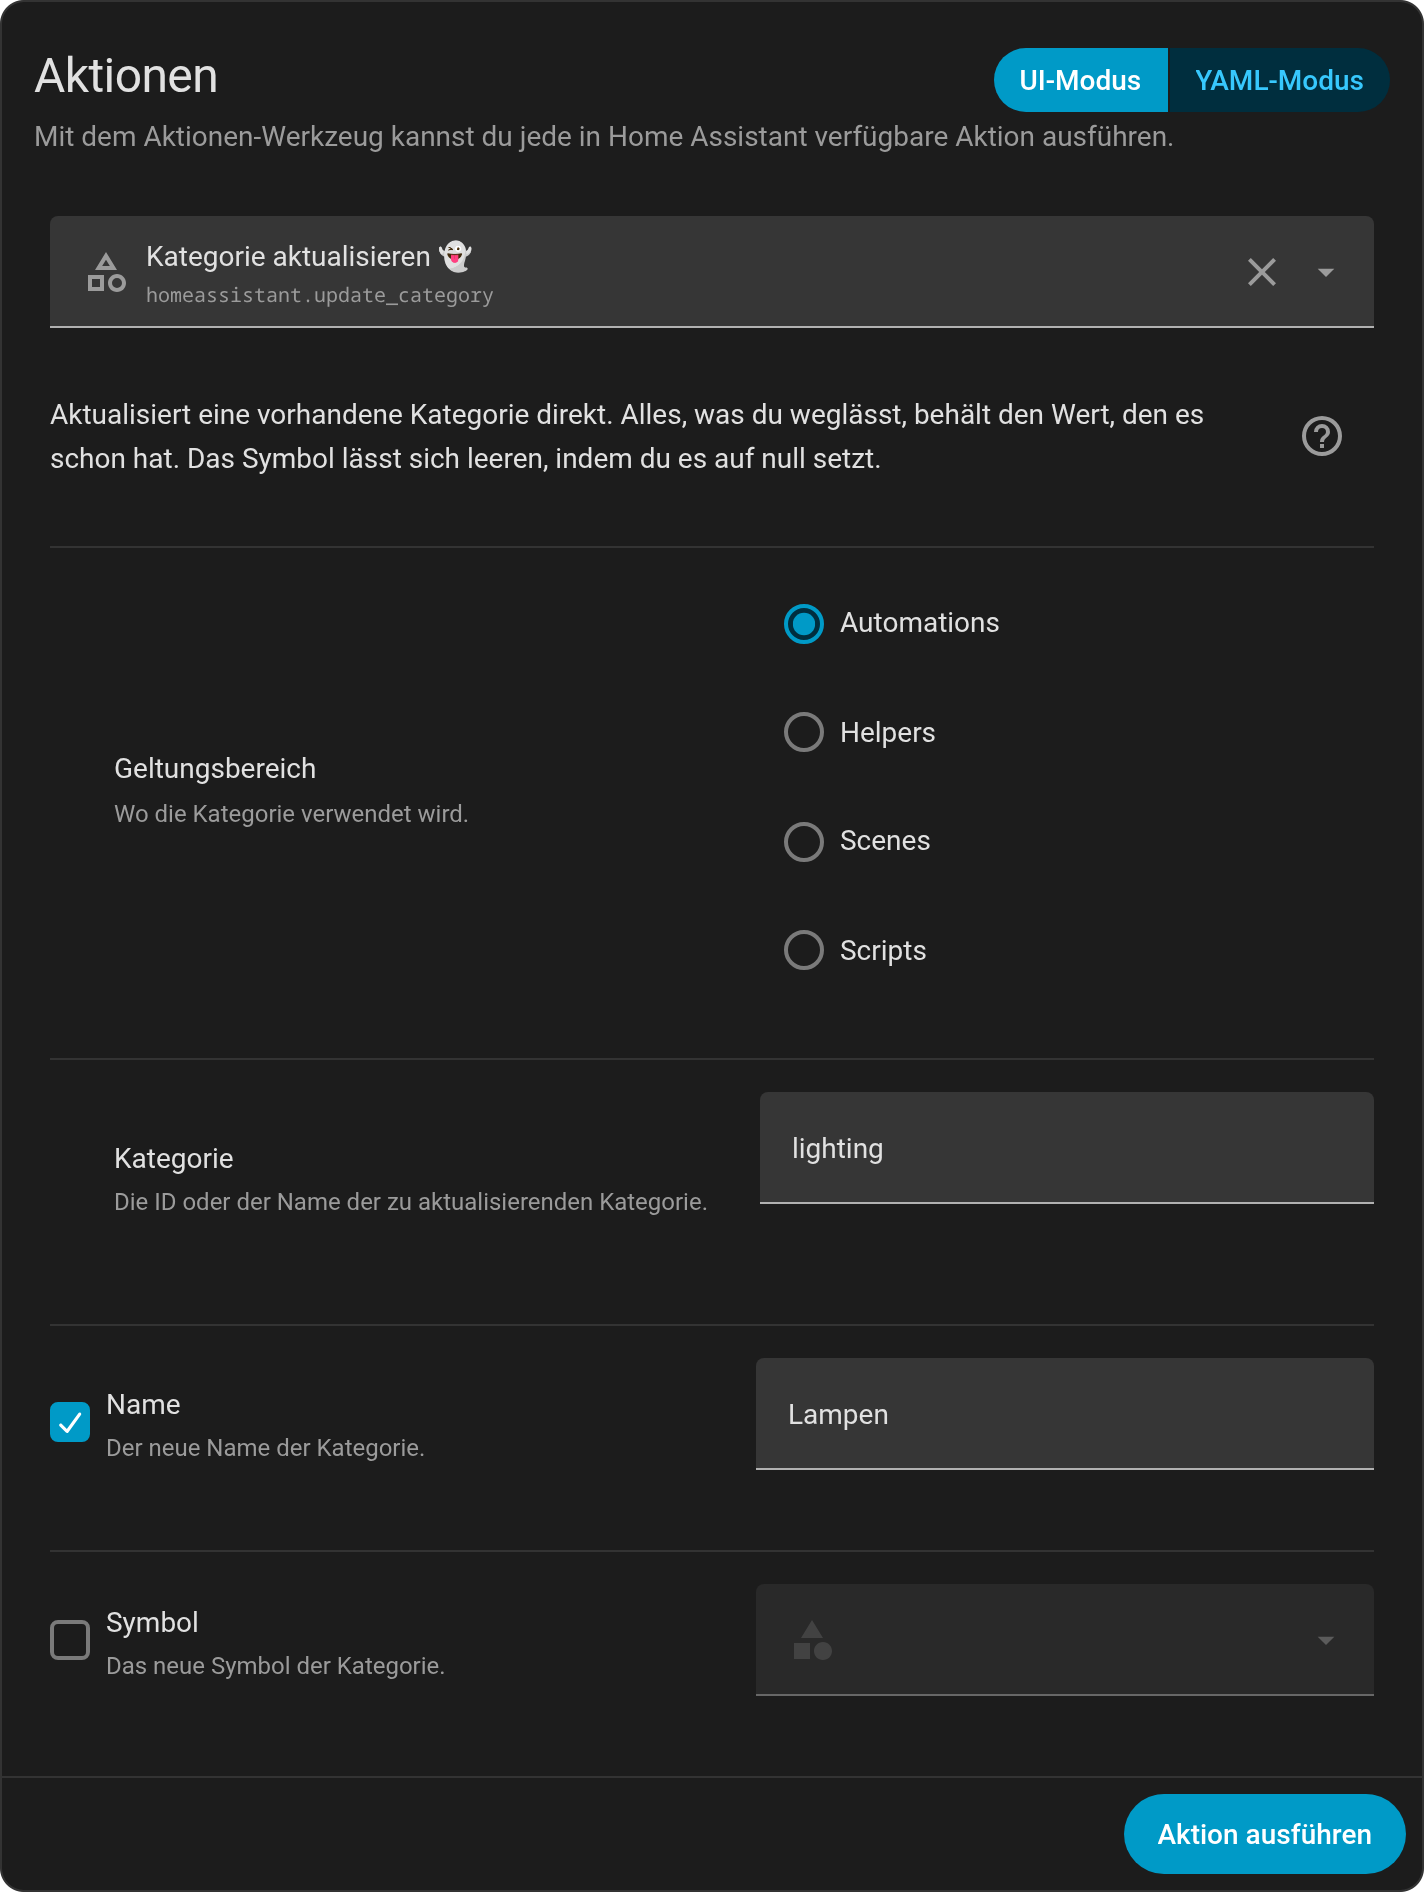 Aktionen
UI-Modus
YAML-Modus
Mit dem Aktionen-Werkzeug kannst du jede in Home Assistant verfügbare Aktion ausführen.
Kategorie aktualisieren 👻
homeassistant.update_category
Aktualisiert eine vorhandene Kategorie direkt. Alles, was du weglässt, behält den Wert, den es
schon hat. Das Symbol lässt sich leeren, indem du es auf null setzt.
Geltungsbereich
Wo die Kategorie verwendet wird.
Automations
Helpers
Scenes
Scripts
Kategorie
Die ID oder der Name der zu aktualisierenden Kategorie.
lighting
Name
Der neue Name der Kategorie.
Lampen
Symbol
Das neue Symbol der Kategorie.
Aktion ausführen